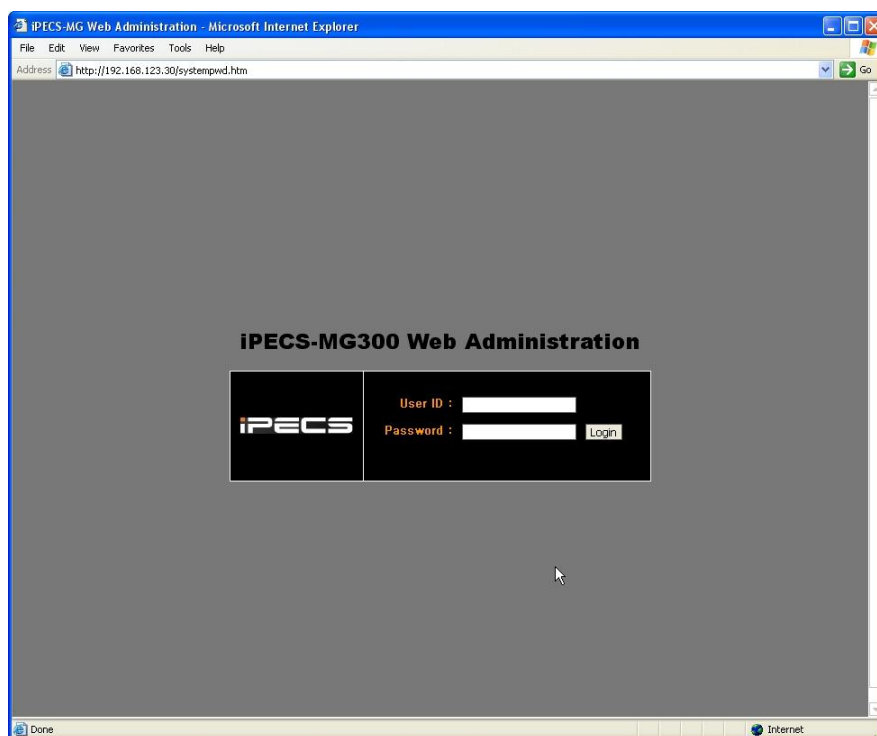 iPECS-MG Web Administration - Microsoft Internet Explorer
File Edit View Favorites Tools Help
Address http://192.168.123.30/systempwd.htm Go
iPECS-MG300 Web Administration
iPECS
User ID :
Password : Login
Done Internet